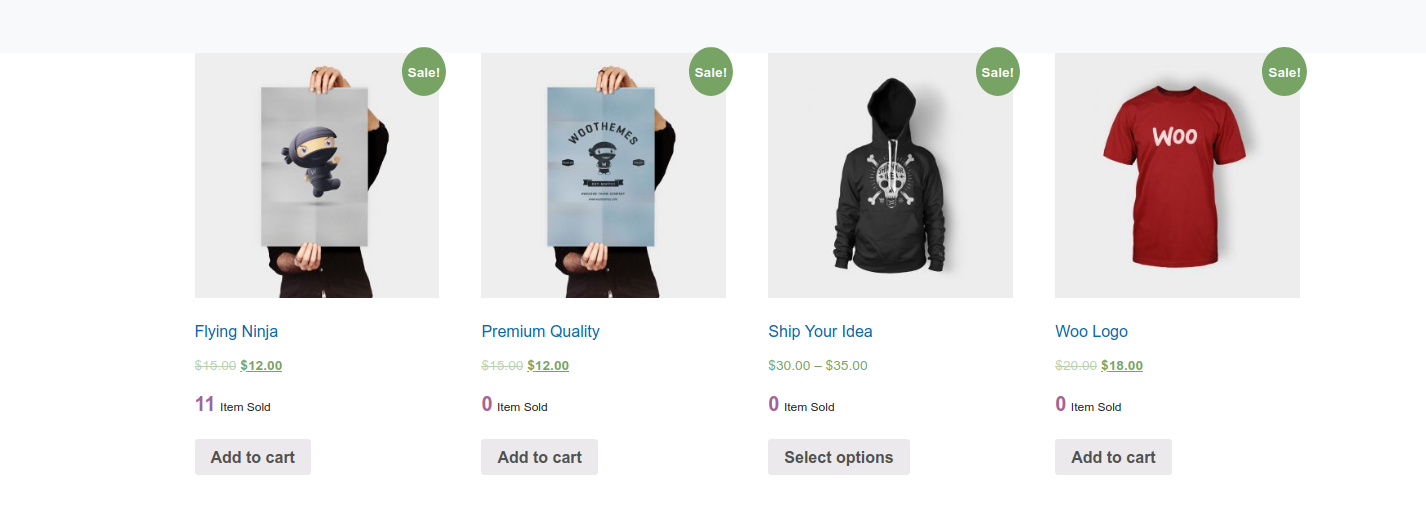 Sale!
Sale!
Sale!
Sale!
WOOTHEMES
WOO
Flying Ninja
Premium Quality
Ship Your Idea
Woo Logo
$15.00 $12.00
$15.00 $12.00
$30.00 – $35.00
$20.00 $18.00
11 Item Sold
0 Item Sold
0 Item Sold
0 Item Sold
Add to cart
Add to cart
Select options
Add to cart